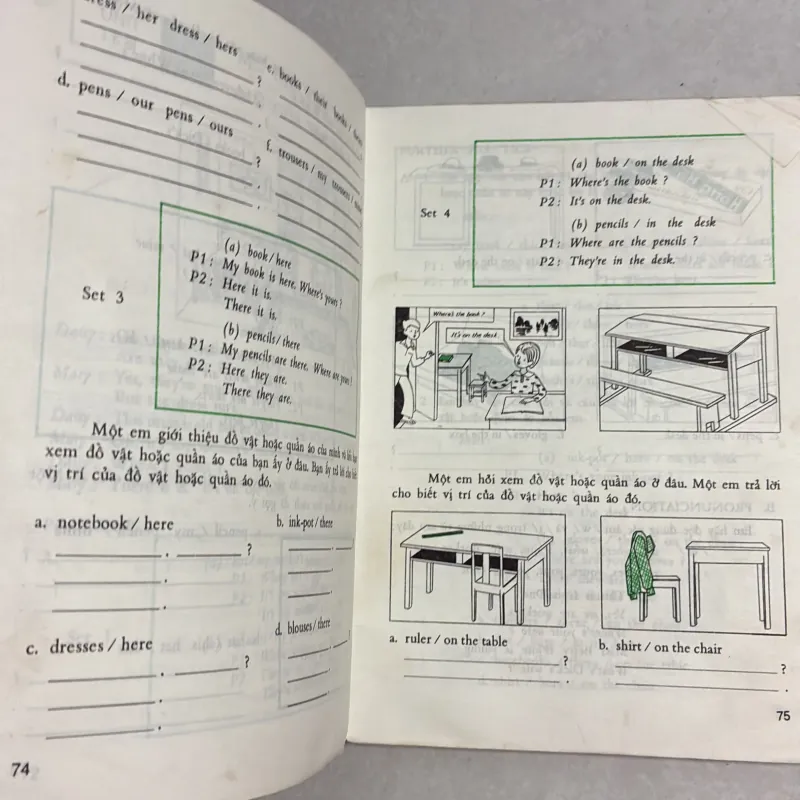 ress / her dress / hers
?
d. pens / our pens / ours
?
e. books / their books /
f. trousers / my trousers /
Set 3
(a) book / here
P1 : My book is here. Where's yours ?
P2 : Here it is.
There it is.
(b) pencils / there
P1 : My pencils are there. Where are yours ?
P2 : Here they are.
There they are.
Một em giới thiệu đồ vật hoặc quần áo của mình và hỏi
xem đồ vật hoặc quần áo của bạn ấy ở đâu. Bạn ấy trả lời cho biết
vị trí của đồ vật hoặc quần áo đó.
a. notebook / here
. ?
.
.
b. ink-pot / there
.
.
.
c. dresses / here
. ?
.
.
d. blouses / there
.
.
.
74
Set 4
(a) book / on the desk
P1 : Where's the book ?
P2 : It's on the desk.
(b) pencils / in the desk
P1 : Where are the pencils ?
P2 : They're in the desk.
Where's the book ?
It's on the desk.
Một em hỏi xem đồ vật hoặc quần áo ở đâu. Một em trả lời
cho biết vị trí của đồ vật hoặc quần áo đó.
a. ruler / on the table
?
.
b. shirt / on the chair
?
.
75